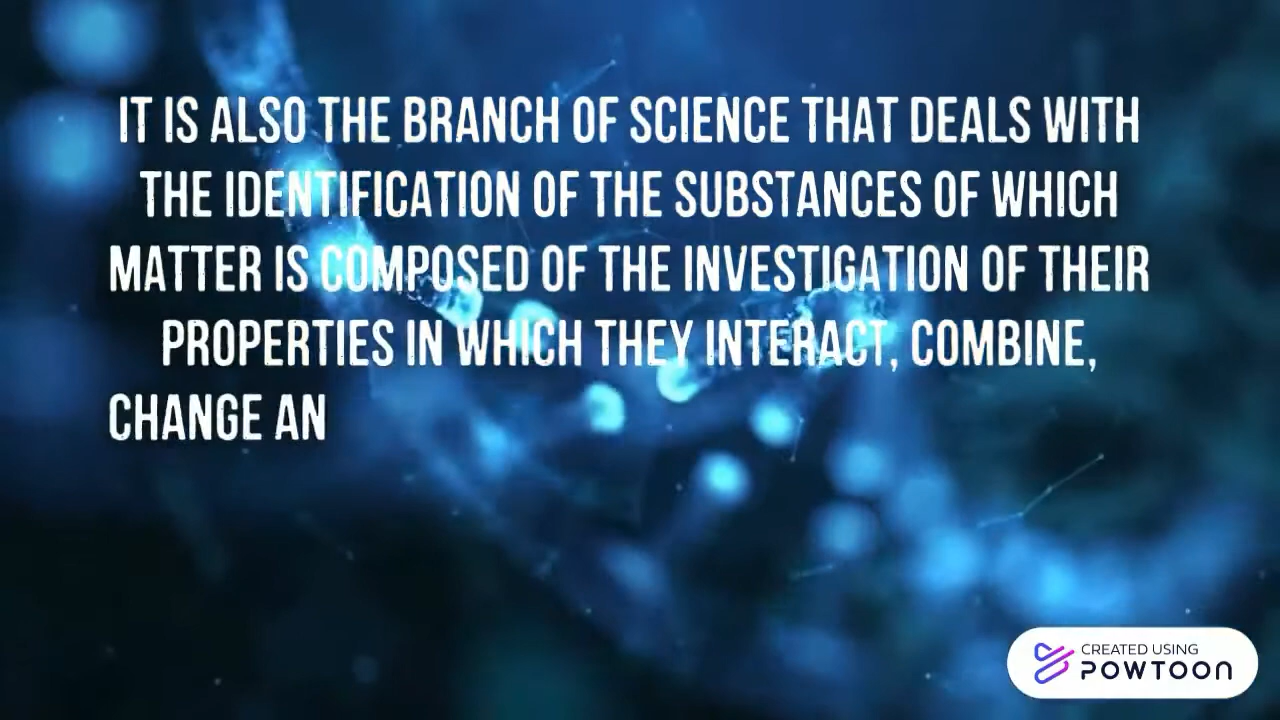 IT IS ALSO THE BRANCH OF SCIENCE THAT DEALS WITH
THE IDENTIFICATION OF THE SUBSTANCES OF WHICH
MATTER IS COMPOSED OF THE INVESTIGATION OF THEIR
PROPERTIES IN WHICH THEY INTERACT, COMBINE,
CHANGE AN
CREATED USING
POWTOON